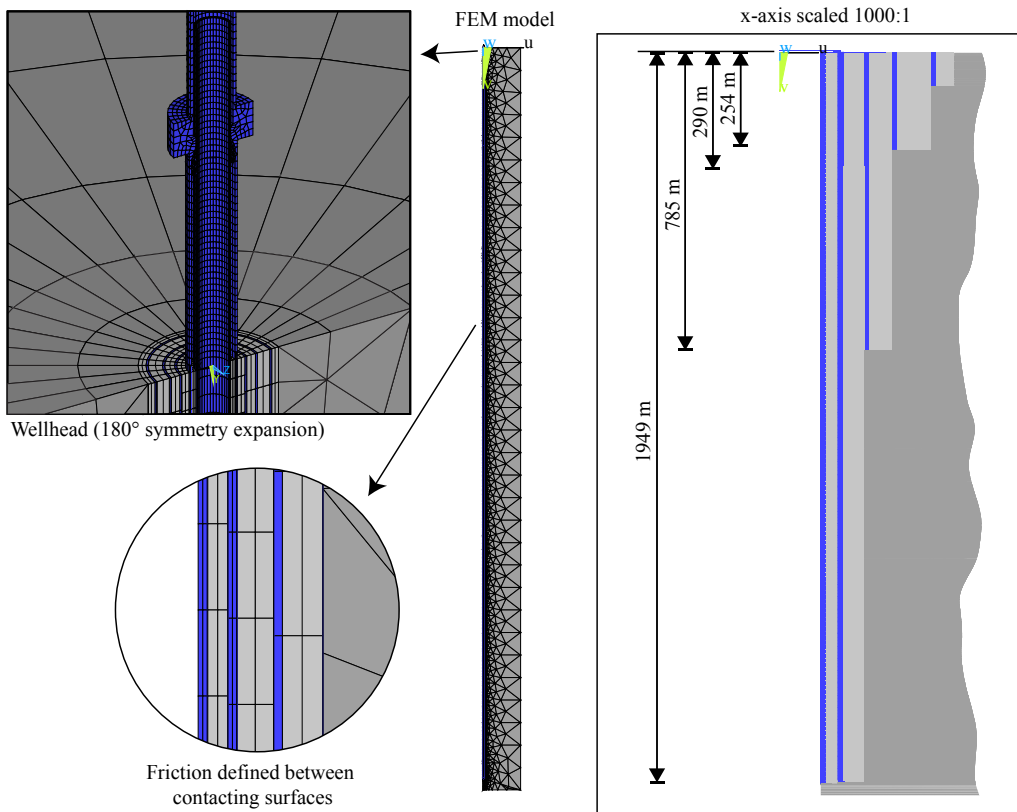 FEM model
x-axis scaled 1000:1
w
u
v
w
u
v
290 m
254 m
785 m
1949 m
z
Y
Wellhead (180° symmetry expansion)
Friction defined between
contacting surfaces